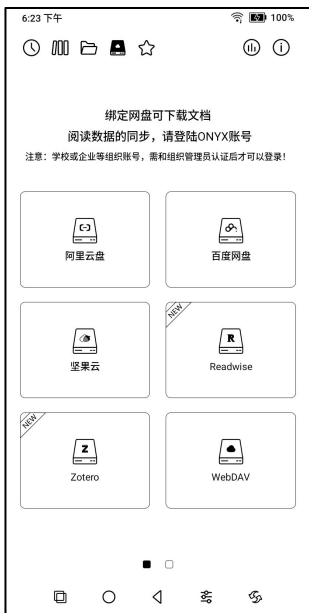 6:23 下午
100%
绑定网盘可下载文档
阅读数据的同步，请登陆ONYX账号
注意：学校或企业等组织账号，需和组织管理员认证后才可以登录！
阿里云盘
百度网盘
坚果云
NEW
R
Readwise
NEW
Z
Zotero
WebDAV